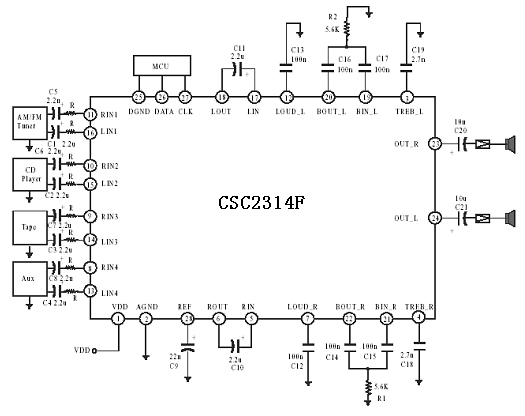 R2
5.6K
C11
2.2u
C13
100n
C16
100n
C17
100n
C19
2.7n
MCU
25
26
27
18
17
12
20
19
3
DGND
DATA
CLK
LOUT
LIN
LOUD_L
BOUT_L
BIN_L
TREB_L
C5
2.2u
R
AM/FM
Tuner
11
RIN1
R
16
LIN1
C1
2.2u
C6
2.2u
R
10
RIN2
CD
Player
R
15
LIN2
C2
2.2u
R
9
RIN3
Tape
C7
2.2u
R
14
LIN3
C3
2.2u
R
8
RIN4
Aux
C8
2.2u
R
13
LIN4
C4
2.2u
CSC2314F
OUT_R
23
10u
C20
OUT_L
24
10u
C21
VDD
AGND
REF
ROUT
RIN
LOUD_R
BOUT_R
BIN_R
TREB_R
1
2
28
6
5
7
22
21
4
VDD
22u
C9
2.2u
C10
100n
C12
100n
C14
100n
C15
2.7n
C18
5.6K
R1